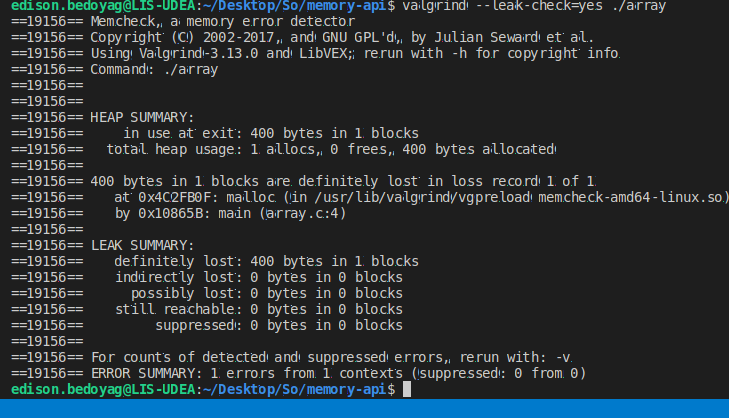 edison.bedoyag@LIS-UDEA:~/Desktop/So/memory-api$ valgrind --leak-check=yes ./array
==19156== Memcheck, a memory error detector
==19156== Copyright (C) 2002-2017, and GNU GPL'd, by Julian Seward et al.
==19156== Using Valgrind-3.13.0 and LibVEX; rerun with -h for copyright info
==19156== Command: ./array
==19156==
==19156==
==19156== HEAP SUMMARY:
==19156==     in use at exit: 400 bytes in 1 blocks
==19156==   total heap usage: 1 allocs, 0 frees, 400 bytes allocated
==19156==
==19156== 400 bytes in 1 blocks are definitely lost in loss record 1 of 1
==19156==    at 0x4C2FB0F: malloc (in /usr/lib/valgrind/vgpreload_memcheck-amd64-linux.so)
==19156==    by 0x10865B: main (array.c:4)
==19156==
==19156== LEAK SUMMARY:
==19156==    definitely lost: 400 bytes in 1 blocks
==19156==    indirectly lost: 0 bytes in 0 blocks
==19156==      possibly lost: 0 bytes in 0 blocks
==19156==    still reachable: 0 bytes in 0 blocks
==19156==         suppressed: 0 bytes in 0 blocks
==19156==
==19156== For counts of detected and suppressed errors, rerun with: -v
==19156== ERROR SUMMARY: 1 errors from 1 contexts (suppressed: 0 from 0)
edison.bedoyag@LIS-UDEA:~/Desktop/So/memory-api$